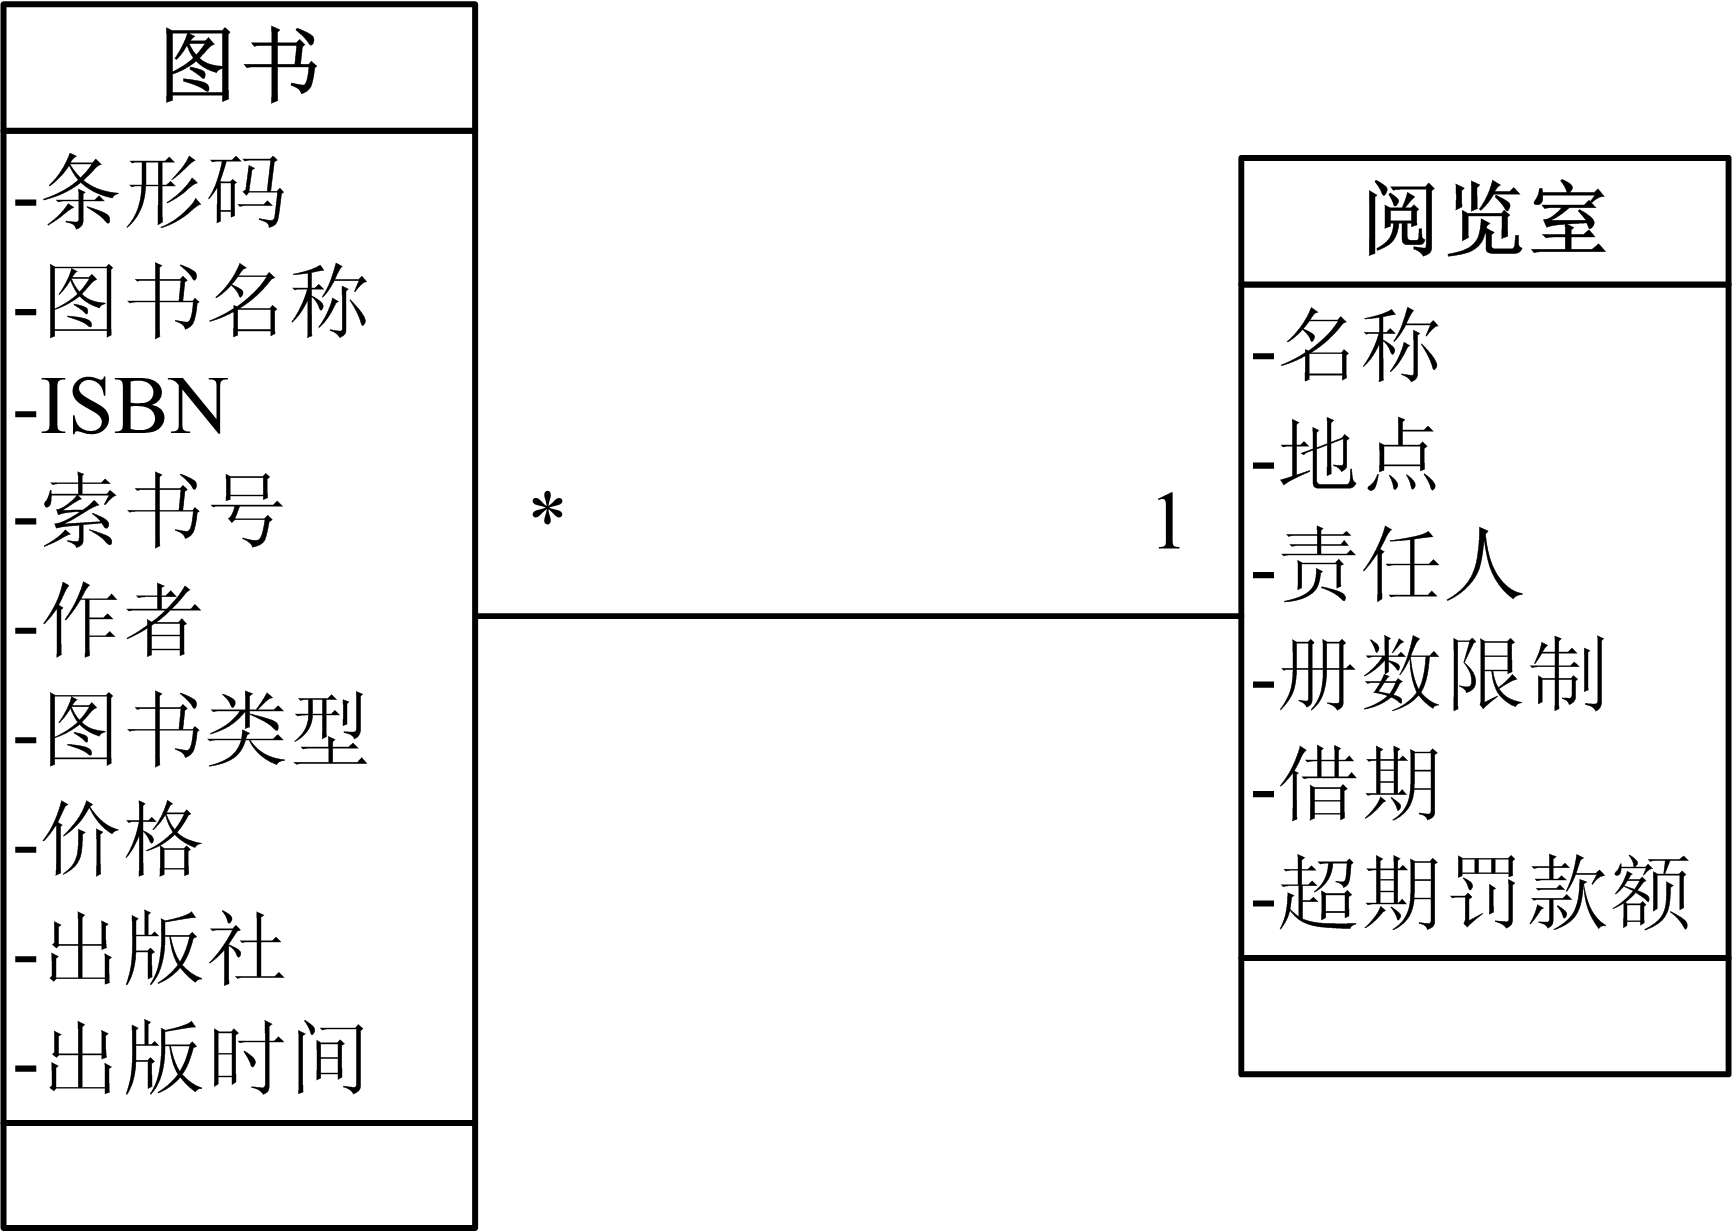 图书
-条形码
-图书名称
-ISBN
-索书号
-作者
-图书类型
-价格
-出版社
-出版时间
*
1
阅览室
-名称
-地点
-责任人
-册数限制
-借期
-超期罚款额